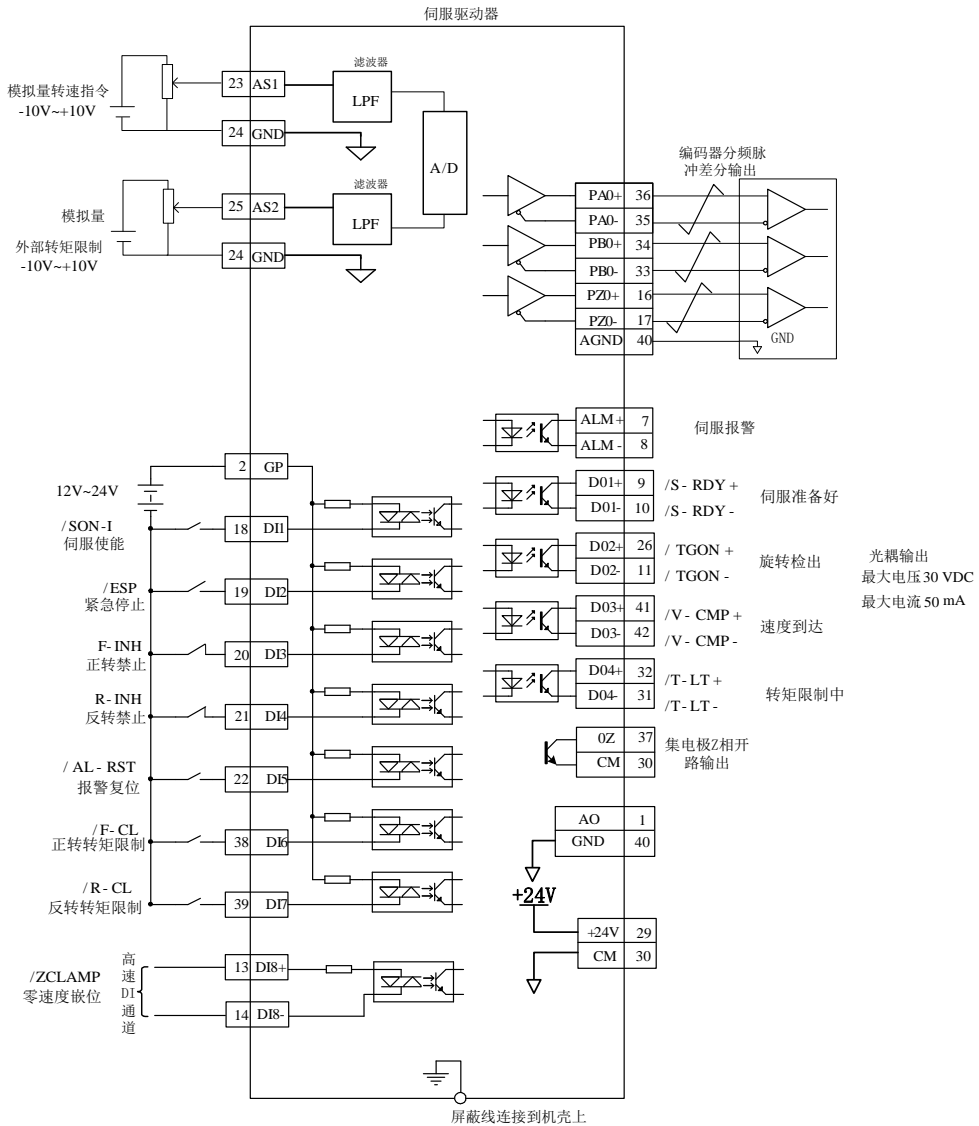 伺服驱动器
模拟量转速指令
-10V~+10V
23 AS1
24 GND
滤波器
LPF
A/D
模拟量
外部转矩限制
-10V~+10V
25 AS2
24 GND
滤波器
LPF
编码器分频脉
冲差分输出
PA0+ 36
PA0- 35
PB0+ 34
PB0- 33
PZ0+ 16
PZ0- 17
AGND 40
GND
ALM+ 7
ALM- 8
伺服报警
D01+ 9 /S-RDY+
D01- 10 /S-RDY-
伺服准备好
D02+ 26 /TGON+
D02- 11 /TGON-
旋转检出
D03+ 41 /V-CMP+
D03- 42 /V-CMP-
速度到达
D04+ 32 /T-LT+
D04- 31 /T-LT-
转矩限制中
光耦输出
最大电压30 VDC
最大电流50 mA
0Z 37
CM 30
集电极Z相开
路输出
AO 1
GND 40
+24V
+24V 29
CM 30
2 GP
12V~24V
/SON-I
伺服使能
18 DI1
/ESP
紧急停止
19 DI2
F-INH
正转禁止
20 DI3
R-INH
反转禁止
21 DI4
/AL-RST
报警复位
22 DI5
/F-CL
正转转矩限制
38 DI6
/R-CL
反转转矩限制
39 DI7
/ZCLAMP
零速度嵌位
高速DI通道
13 DI8+
14 DI8-
屏蔽线连接到机壳上